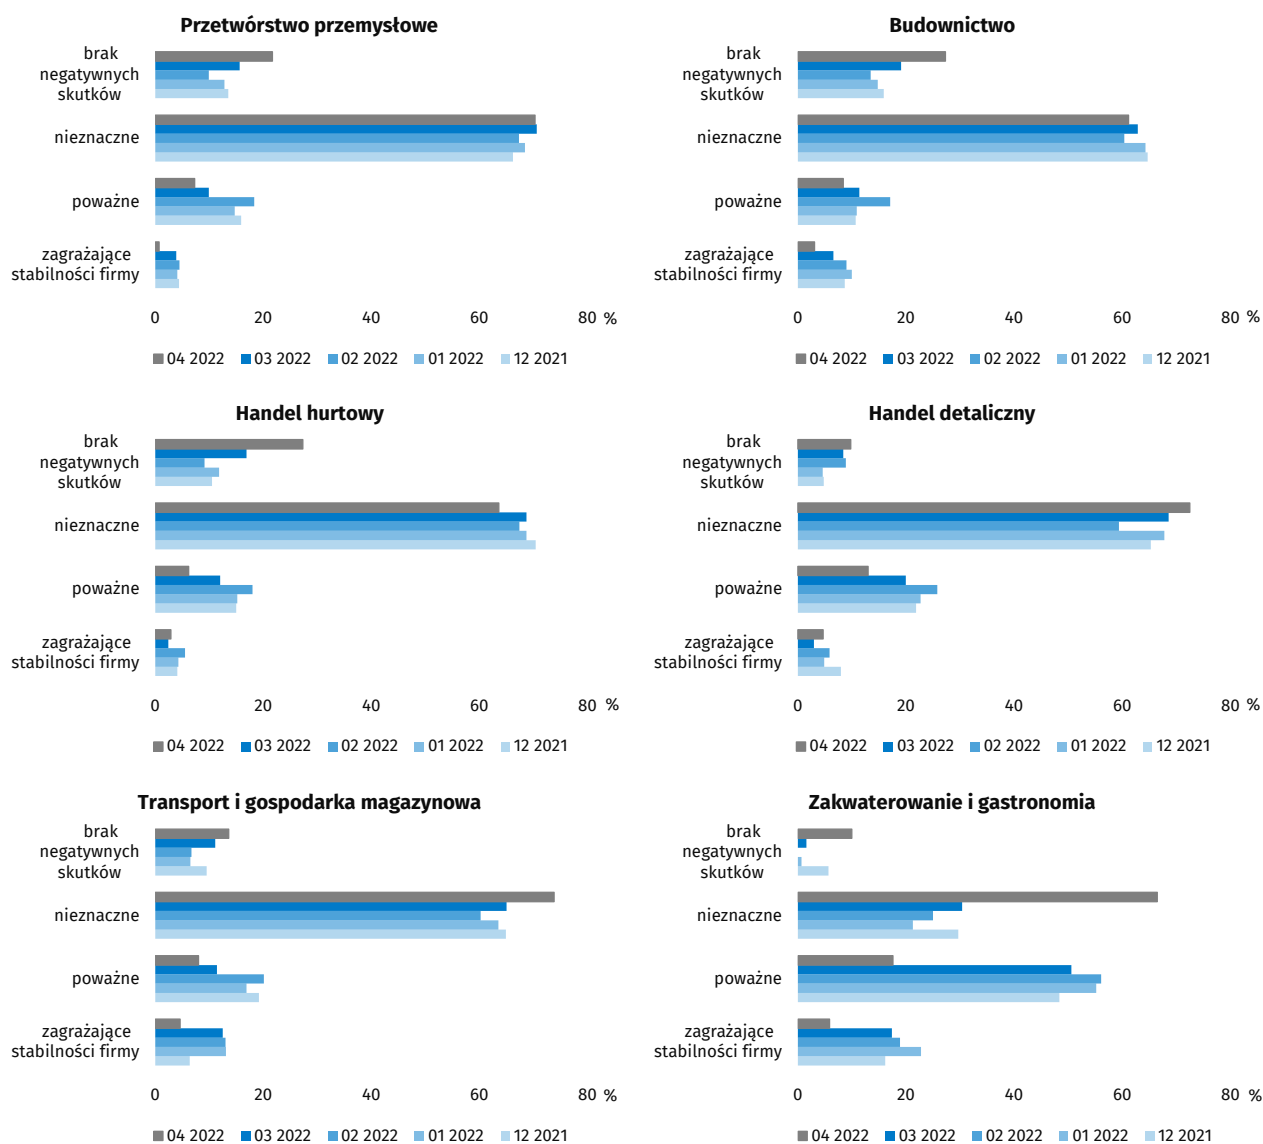 Przetwórstwo przemysłowe
brak
negatywnych
skutków
nieznaczne
poważne
zagrażające
stabilności firmy
0 20 40 60 80 %
04 2022 03 2022 02 2022 01 2022 12 2021
Budownictwo
brak
negatywnych
skutków
nieznaczne
poważne
zagrażające
stabilności firmy
0 20 40 60 80 %
04 2022 03 2022 02 2022 01 2022 12 2021
Handel hurtowy
brak
negatywnych
skutków
nieznaczne
poważne
zagrażające
stabilności firmy
0 20 40 60 80 %
04 2022 03 2022 02 2022 01 2022 12 2021
Handel detaliczny
brak
negatywnych
skutków
nieznaczne
poważne
zagrażające
stabilności firmy
0 20 40 60 80 %
04 2022 03 2022 02 2022 01 2022 12 2021
Transport i gospodarka magazynowa
brak
negatywnych
skutków
nieznaczne
poważne
zagrażające
stabilności firmy
0 20 40 60 80 %
04 2022 03 2022 02 2022 01 2022 12 2021
Zakwaterowanie i gastronomia
brak
negatywnych
skutków
nieznaczne
poważne
zagrażające
stabilności firmy
0 20 40 60 80 %
04 2022 03 2022 02 2022 01 2022 12 2021